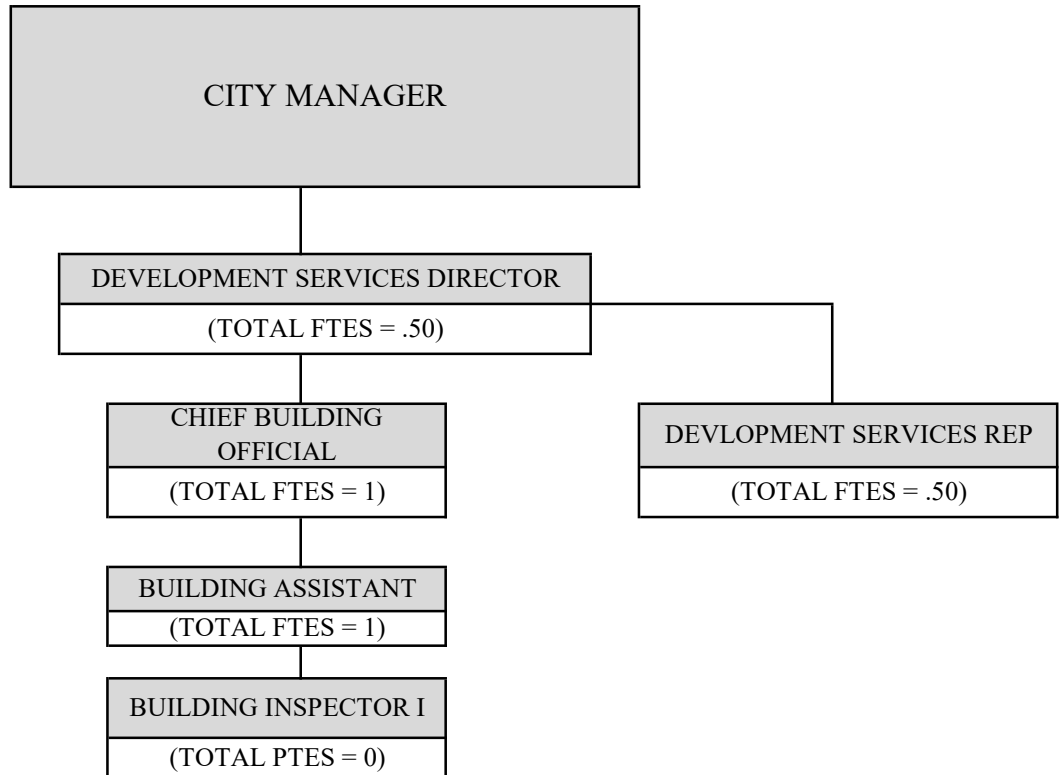 CITY MANAGER
DEVELOPMENT SERVICES DIRECTOR
(TOTAL FTES = .50)
CHIEF BUILDING
OFFICIAL
(TOTAL FTES = 1)
DEVLOPMENT SERVICES REP
(TOTAL FTES = .50)
BUILDING ASSISTANT
(TOTAL FTES = 1)
BUILDING INSPECTOR I
(TOTAL PTES = 0)